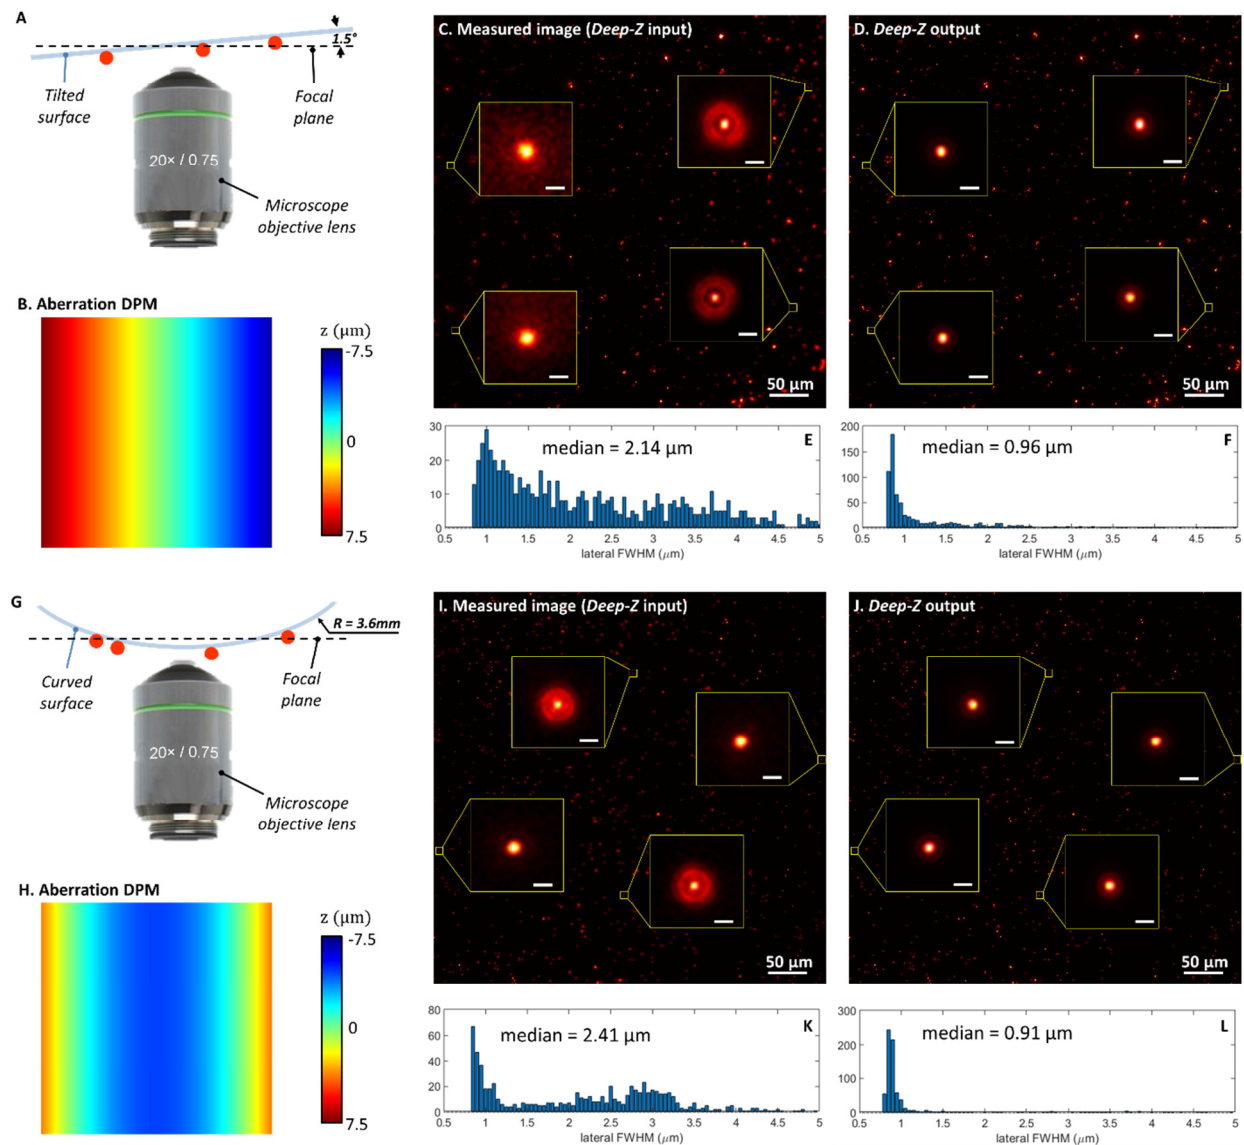 A
1.5°
Tilted
surface
Focal
plane
20× / 0.75
Microscope
objective lens
B. Aberration DPM
z (μm)
-7.5
0
7.5
C. Measured image (Deep-Z input)
50 μm
D. Deep-Z output
50 μm
E
median = 2.14 μm
30
20
10
0
0.5 1 1.5 2 2.5 3 3.5 4 4.5 5
lateral FWHM (μm)
F
median = 0.96 μm
200
150
100
50
0
0.5 1 1.5 2 2.5 3 3.5 4 4.5 5
lateral FWHM (μm)
G
R = 3.6mm
Curved
surface
Focal
plane
20× / 0.75
Microscope
objective lens
H. Aberration DPM
z (μm)
-7.5
0
7.5
I. Measured image (Deep-Z input)
50 μm
J. Deep-Z output
50 μm
K
median = 2.41 μm
80
60
40
20
0
0.5 1 1.5 2 2.5 3 3.5 4 4.5 5
lateral FWHM (μm)
L
median = 0.91 μm
300
200
100
0
0.5 1 1.5 2 2.5 3 3.5 4 4.5 5
lateral FWHM (μm)